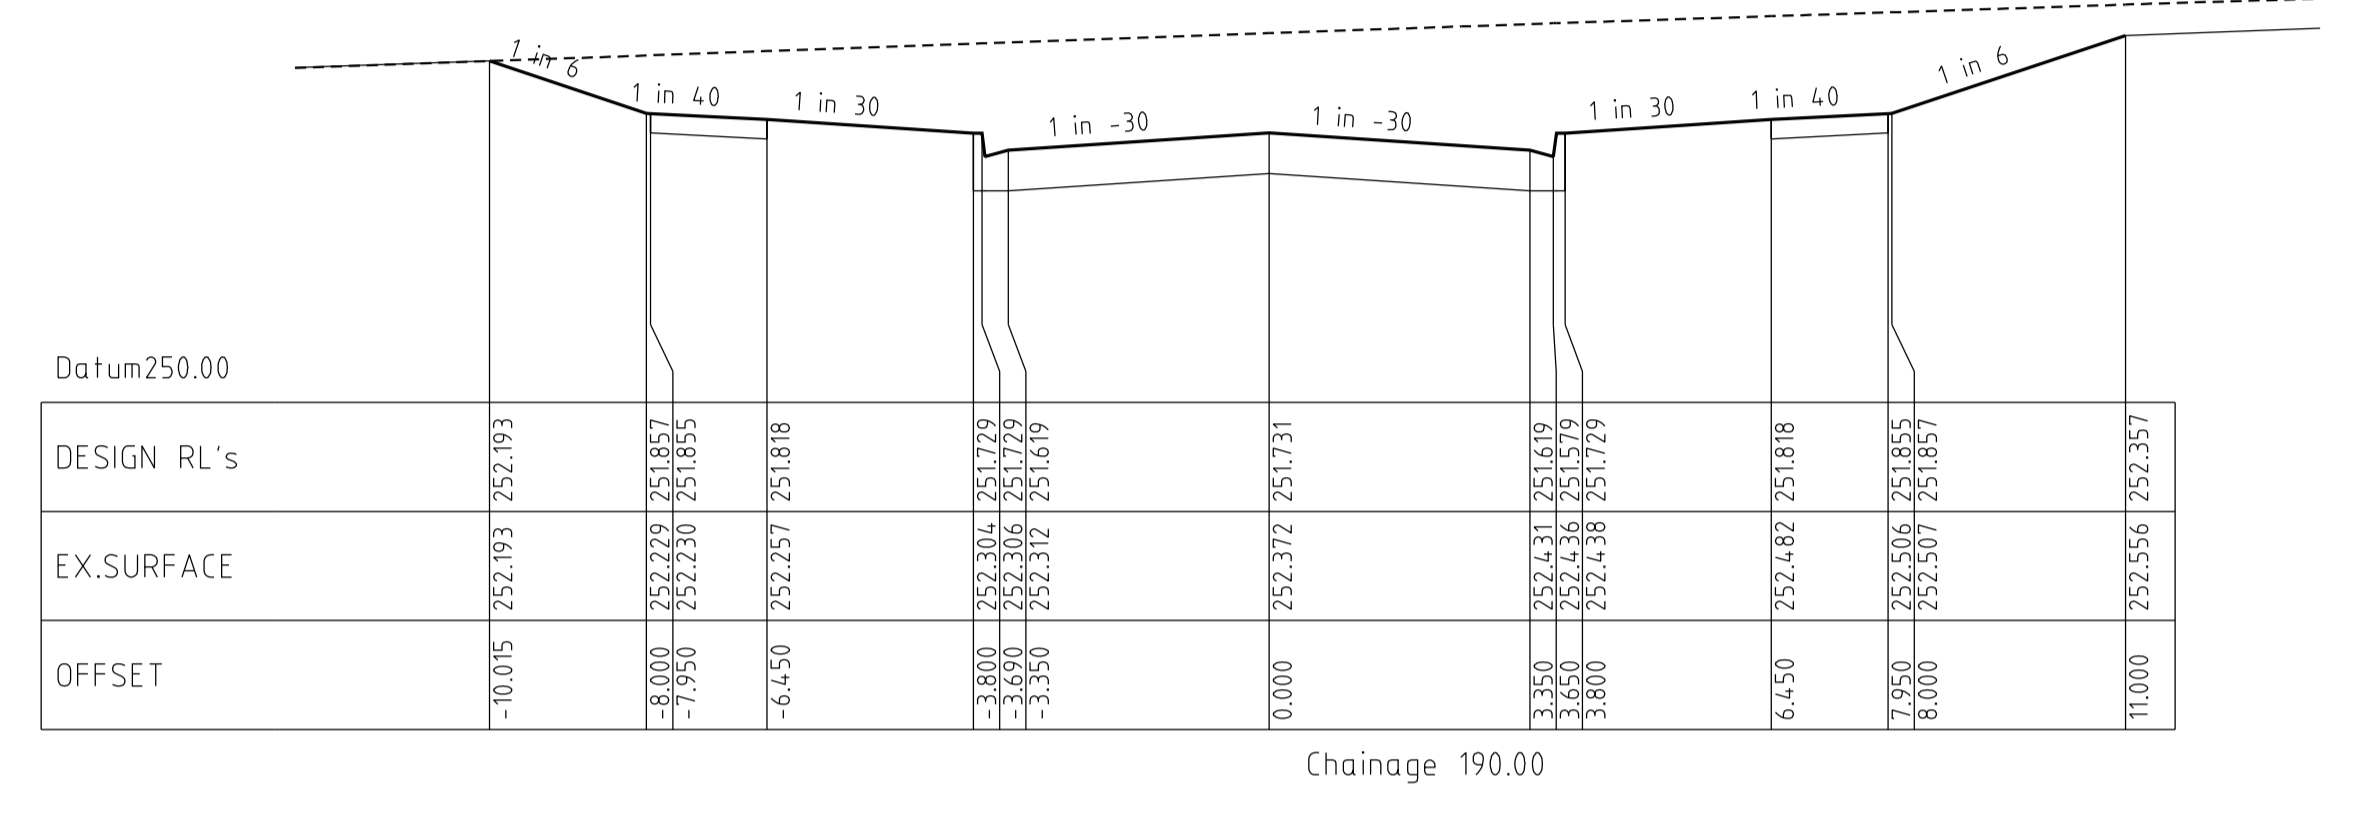 1 in 6
1 in 40
1 in 30
1 in -30
1 in -30
1 in 30
1 in 40
1 in 6
Datum250.00
DESIGN RL's 252.193 251.857 251.855 251.818 251.729 251.729 251.619 251.731 251.619 251.579 251.729 251.818 251.855 251.857 252.357
EX.SURFACE 252.193 252.229 252.230 252.257 252.304 252.306 252.312 252.372 252.431 252.436 252.438 252.482 252.506 252.507 252.556
OFFSET -10.015 -8.000 -7.950 -6.450 -3.800 -3.690 -3.350 0.000 3.350 3.650 3.800 6.450 7.950 8.000 11.000
Chainage 190.00